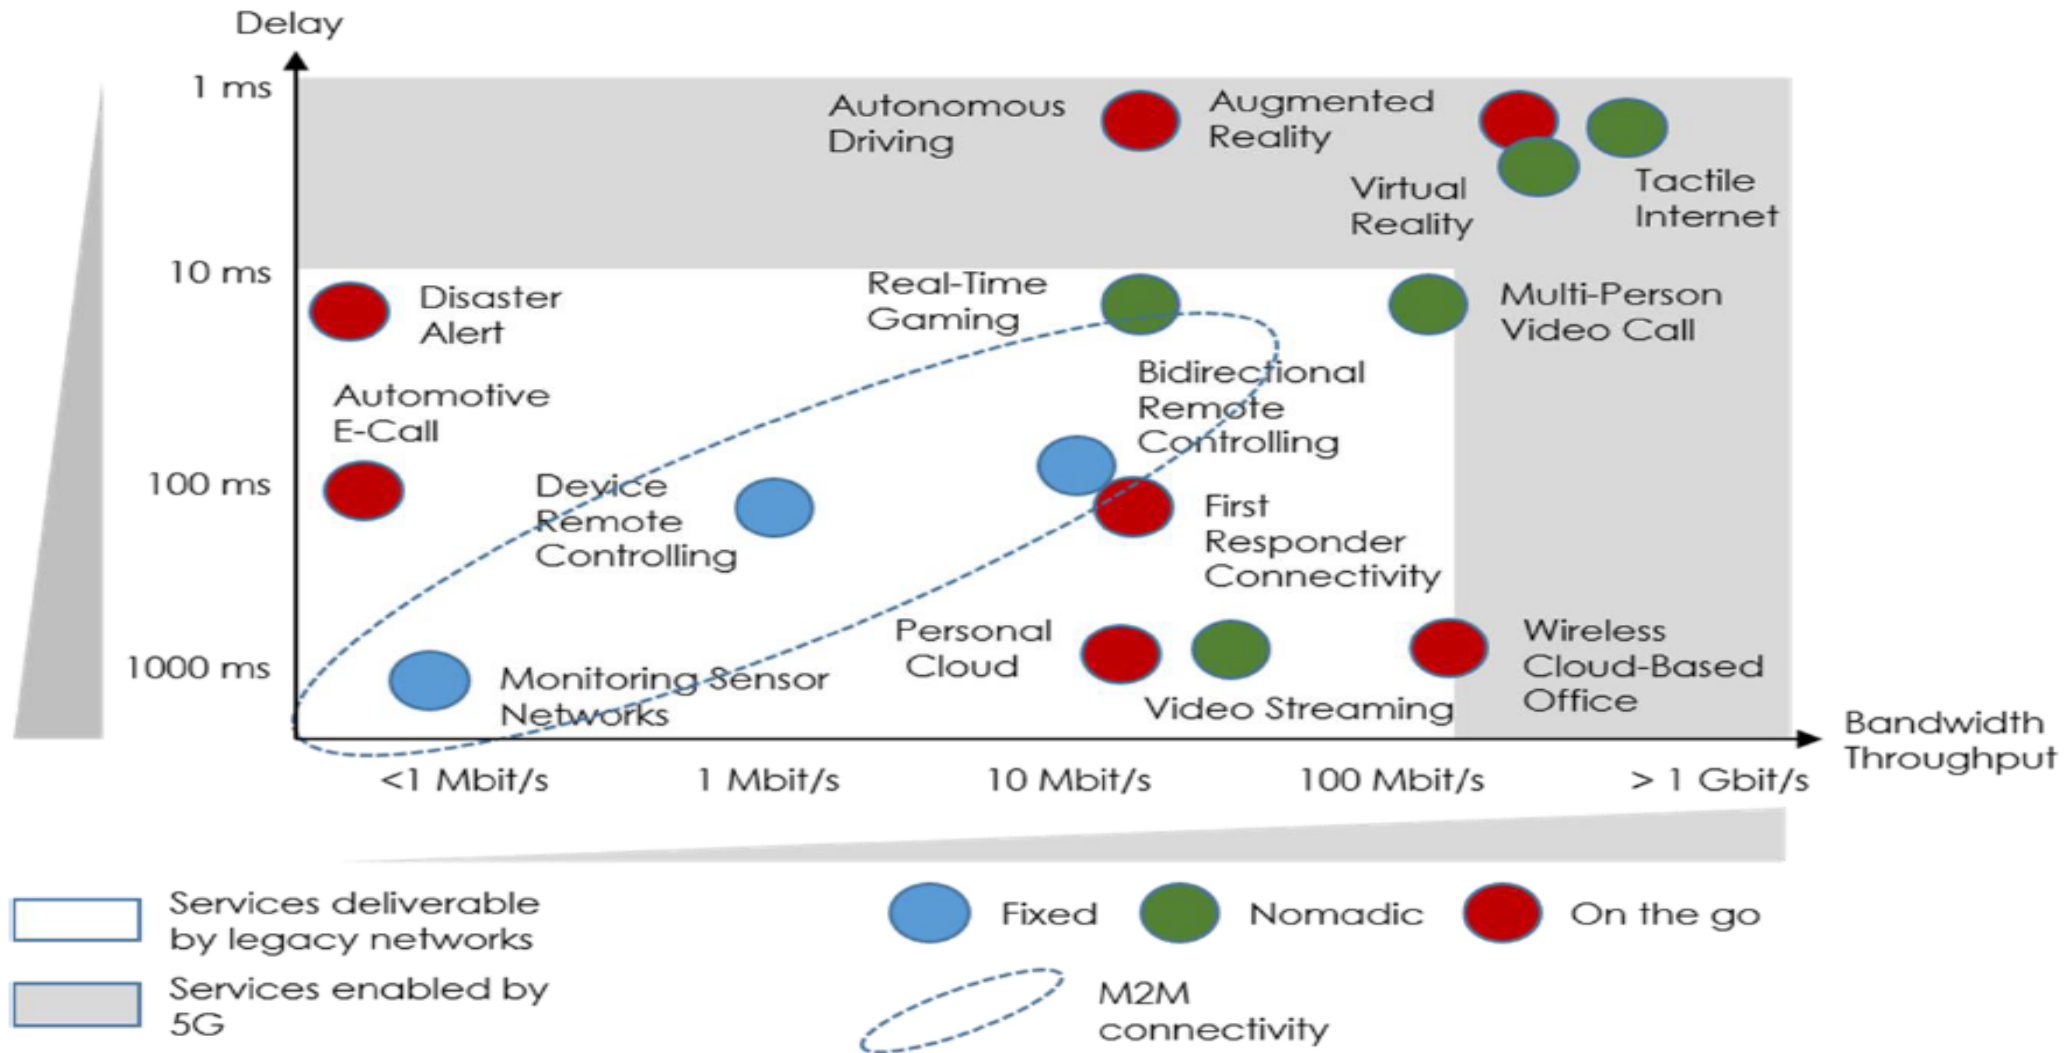 Delay
1 ms
Autonomous
Driving
Augmented
Reality
Virtual
Reality
Tactile
Internet
10 ms
Disaster
Alert
Real-Time
Gaming
Multi-Person
Video Call
Automotive
E-Call
Bidirectional
Remote
Controlling
100 ms
Device
Remote
Controlling
First
Responder
Connectivity
1000 ms
Monitoring Sensor
Networks
Personal
Cloud
Video Streaming
Wireless
Cloud-Based
Office
Bandwidth
Throughput
<1 Mbit/s
1 Mbit/s
10 Mbit/s
100 Mbit/s
> 1 Gbit/s
Services deliverable
by legacy networks
Services enabled by
5G
Fixed
Nomadic
On the go
M2M
connectivity